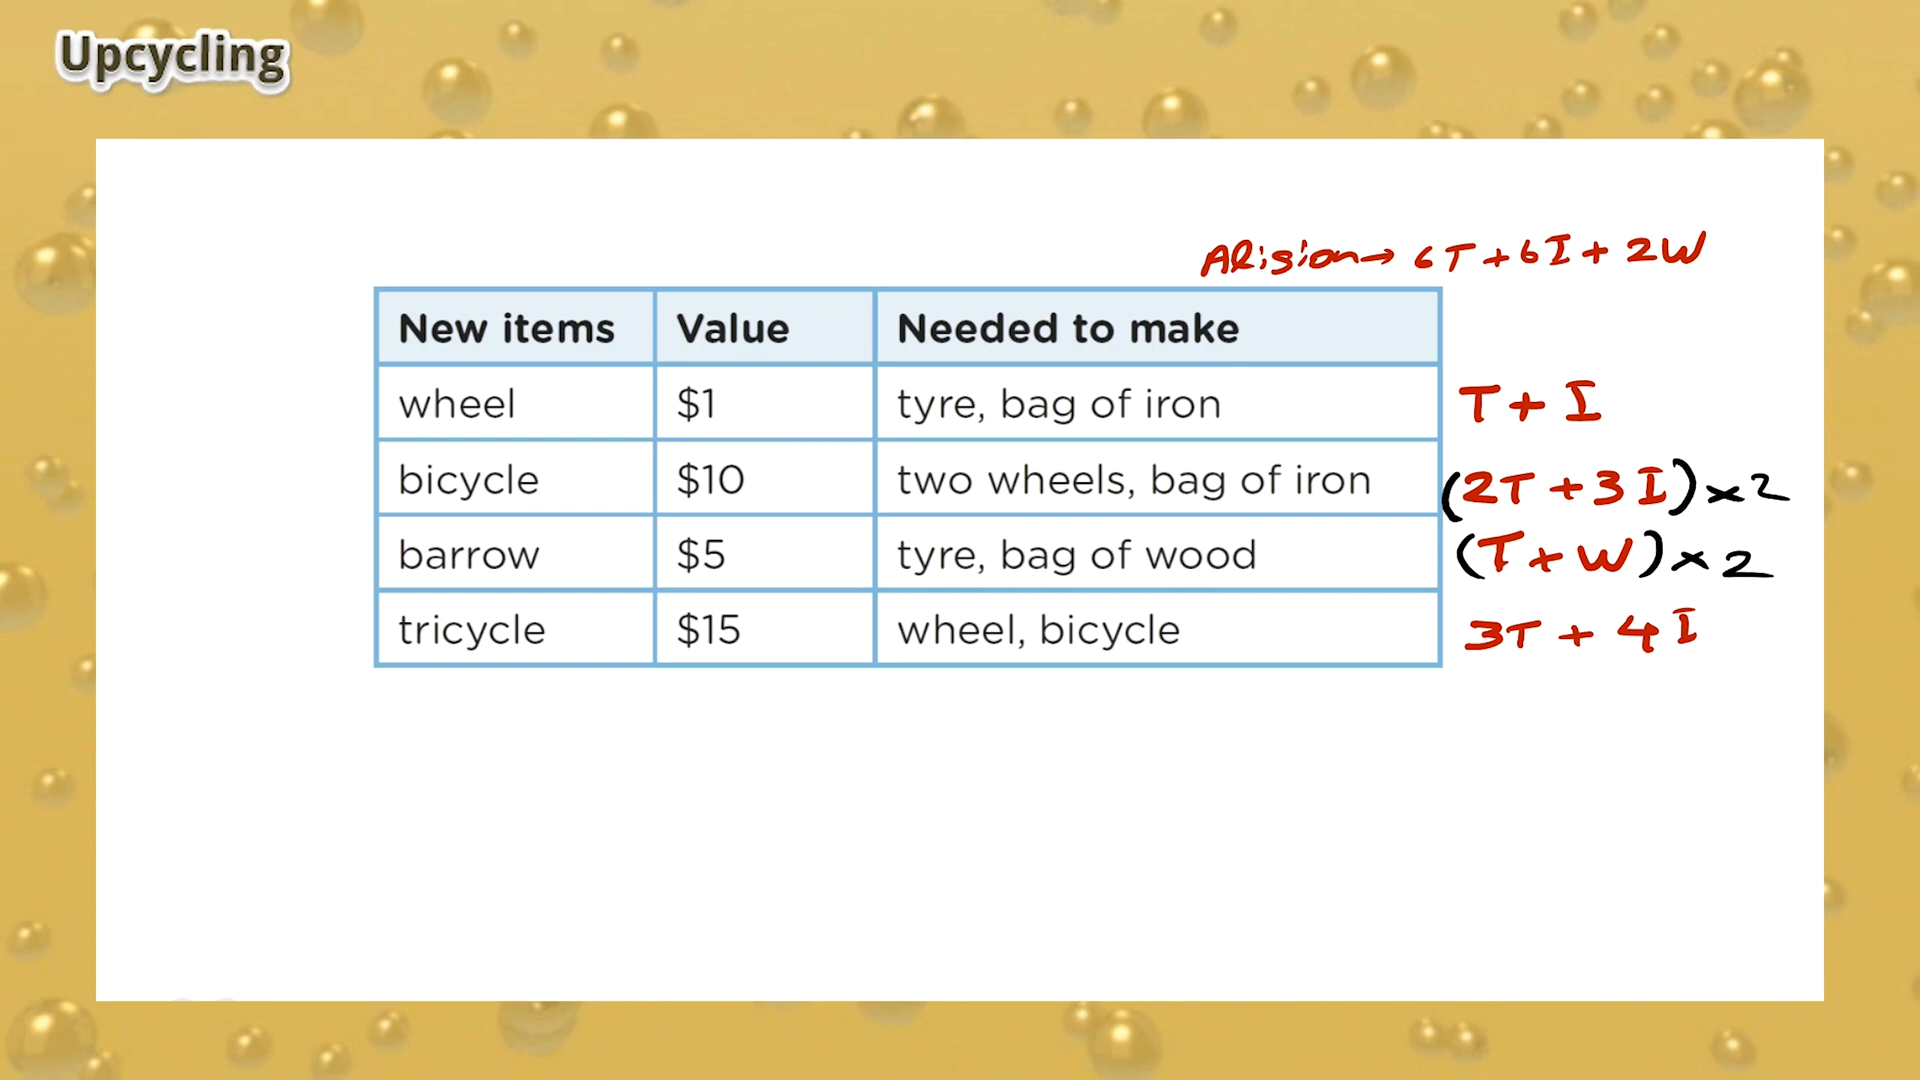 Upcycling
Alision→ 6T+6I+2W
New items Value Needed to make
wheel $1 tyre, bag of iron T+I
bicycle $10 two wheels, bag of iron (2T+3I)×2
barrow $5 tyre, bag of wood (T+W)×2
tricycle $15 wheel, bicycle 3T+4I